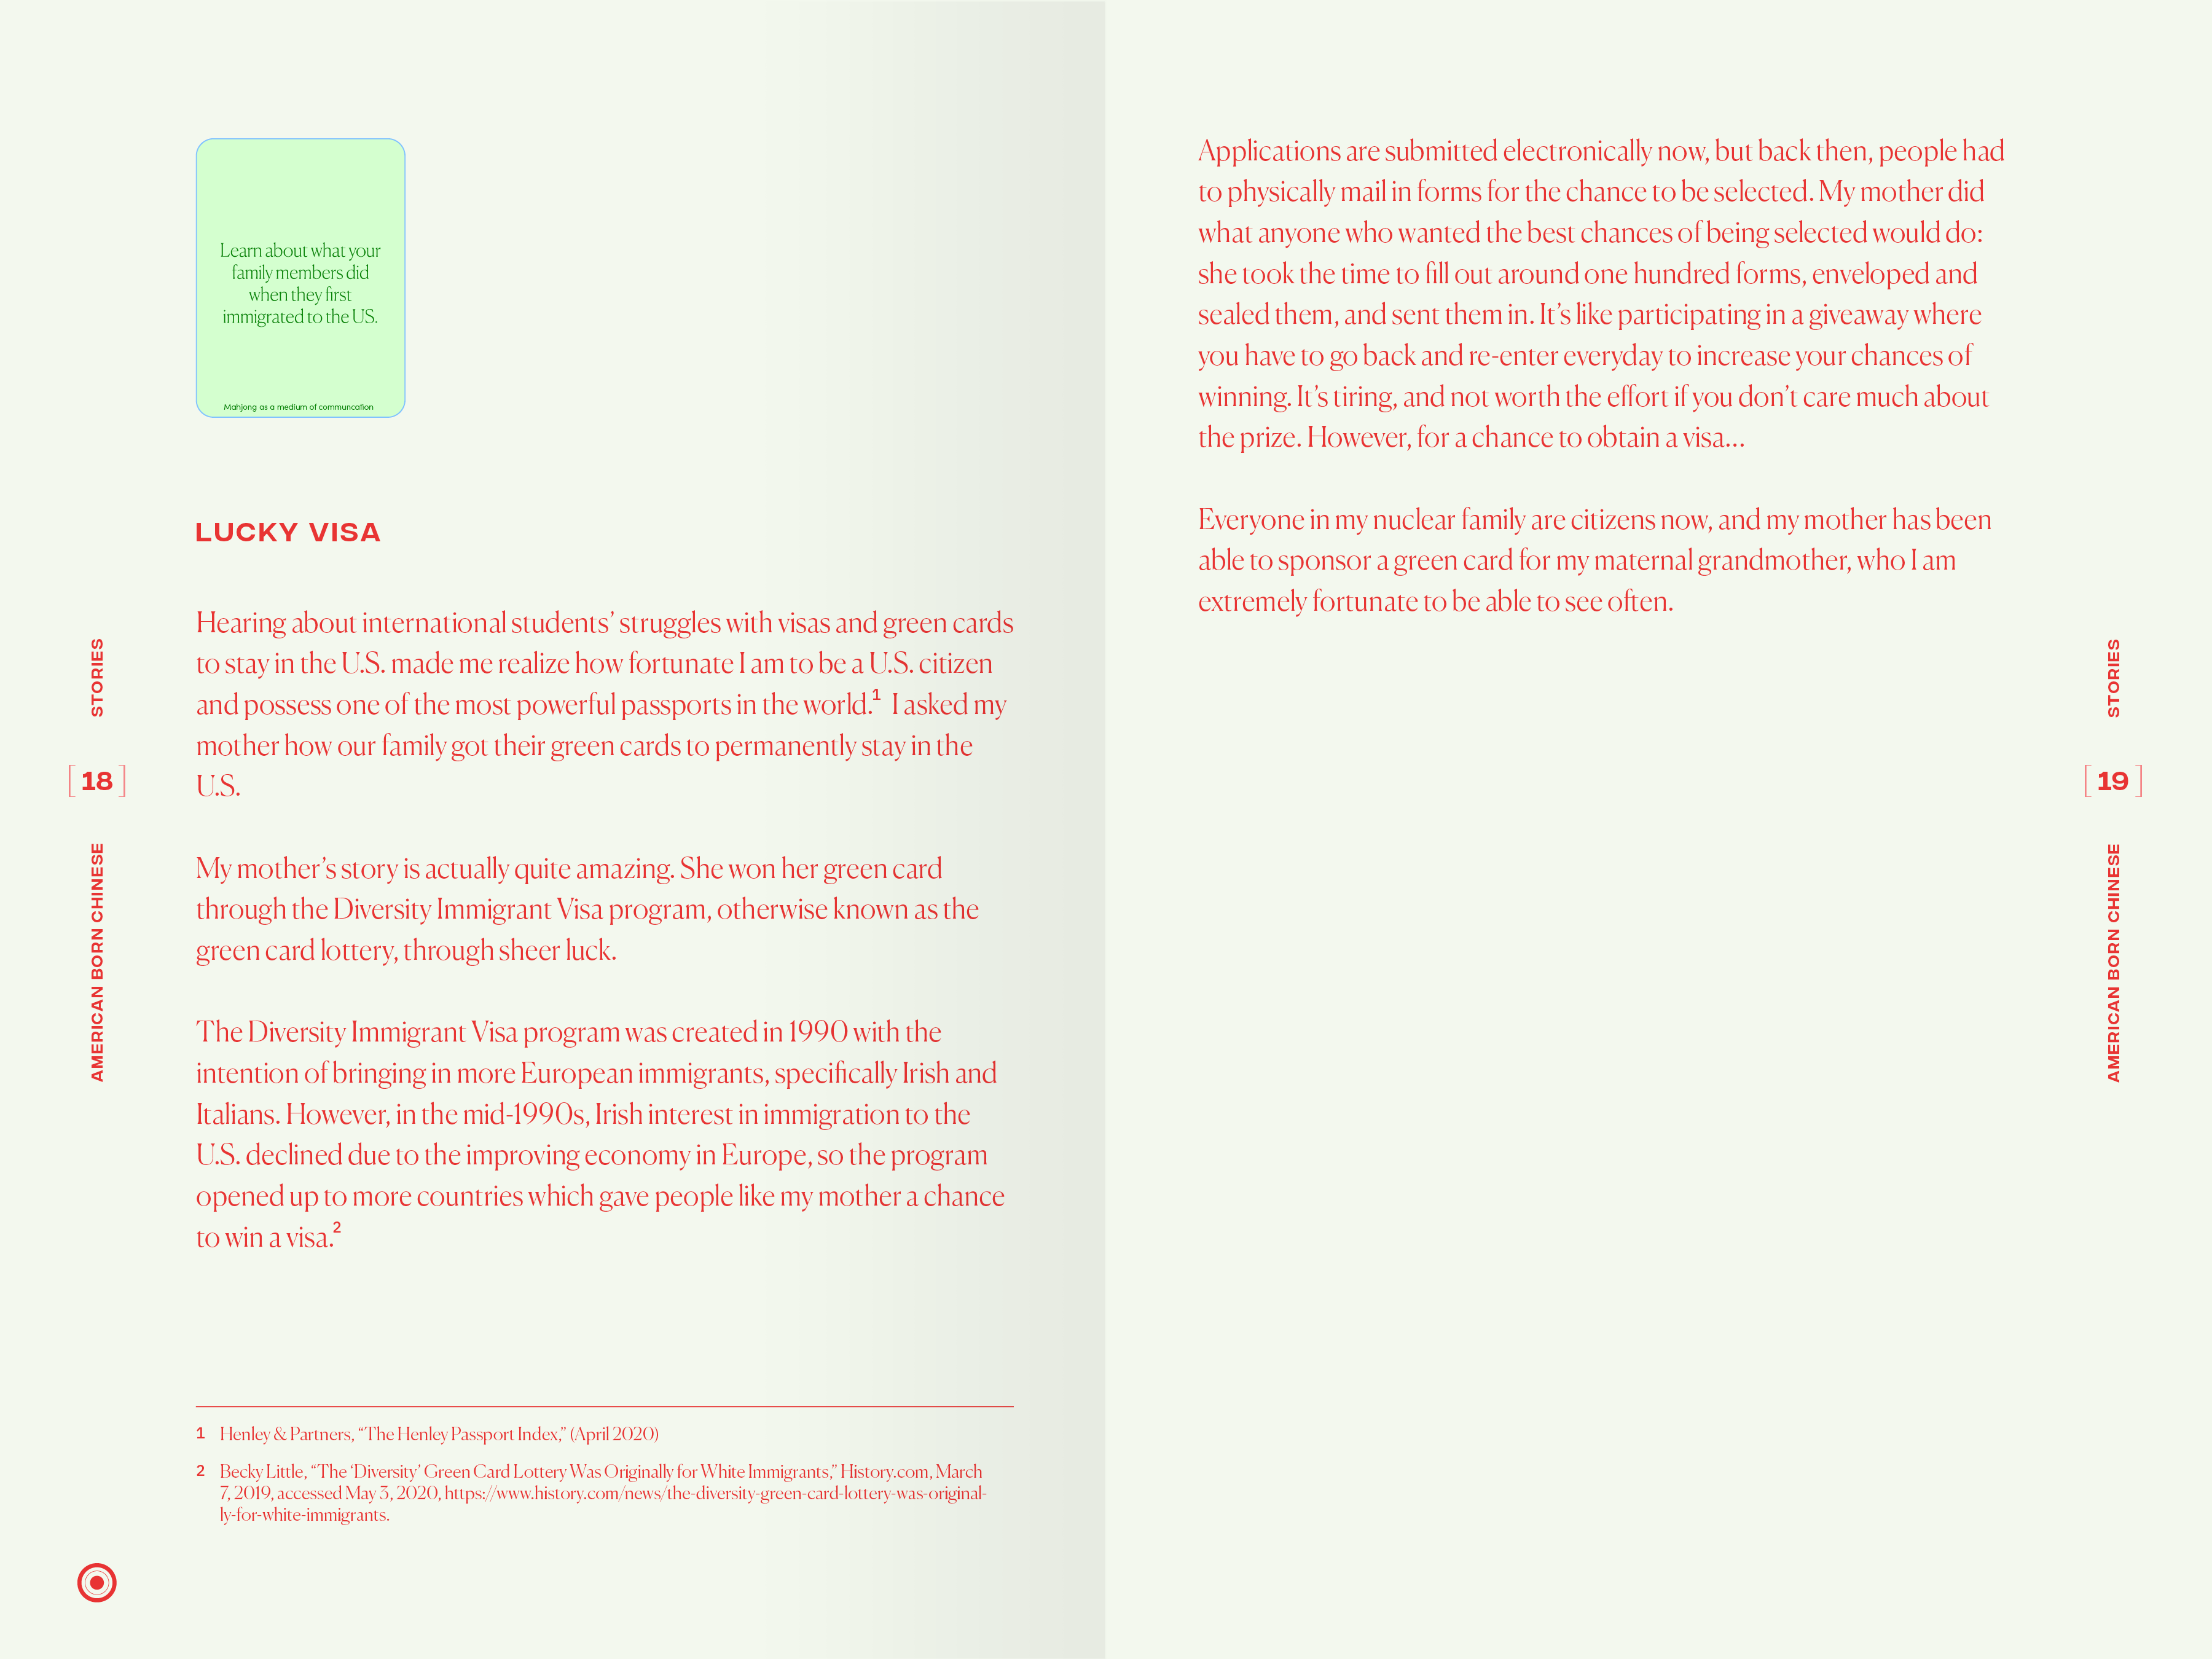 Learn about what your
family members did
when they first
immigrated to the US.
Mahjong as a medium of communcation
LUCKY VISA
Hearing about international students’ struggles with visas and green cards
to stay in the U.S. made me realize how fortunate I am to be a U.S. citizen
and possess one of the most powerful passports in the world.¹ I asked my
mother how our family got their green cards to permanently stay in the
U.S.
My mother’s story is actually quite amazing. She won her green card
through the Diversity Immigrant Visa program, otherwise known as the
green card lottery, through sheer luck.
The Diversity Immigrant Visa program was created in 1990 with the
intention of bringing in more European immigrants, specifically Irish and
Italians. However, in the mid-1990s, Irish interest in immigration to the
U.S. declined due to the improving economy in Europe, so the program
opened up to more countries which gave people like my mother a chance
to win a visa.²
1 Henley & Partners, “The Henley Passport Index,” (April 2020)
2 Becky Little, “The ‘Diversity’ Green Card Lottery Was Originally for White Immigrants,” History.com, March
7, 2019, accessed May 3, 2020, https://www.history.com/news/the-diversity-green-card-lottery-was-original-
ly-for-white-immigrants.
STORIES
[ 18 ]
AMERICAN BORN CHINESE
Applications are submitted electronically now, but back then, people had
to physically mail in forms for the chance to be selected. My mother did
what anyone who wanted the best chances of being selected would do:
she took the time to fill out around one hundred forms, enveloped and
sealed them, and sent them in. It’s like participating in a giveaway where
you have to go back and re-enter everyday to increase your chances of
winning. It’s tiring, and not worth the effort if you don’t care much about
the prize. However, for a chance to obtain a visa…
Everyone in my nuclear family are citizens now, and my mother has been
able to sponsor a green card for my maternal grandmother, who I am
extremely fortunate to be able to see often.
STORIES
[ 19 ]
AMERICAN BORN CHINESE